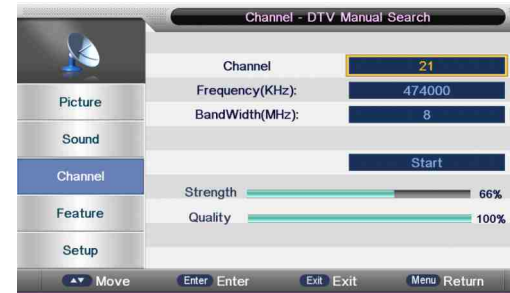 Channel - DTV Manual Search
Picture
Sound
Channel
Feature
Setup
Channel 21
Frequency(KHz): 474000
BandWidth(MHz): 8
Start
Strength 66%
Quality 100%
Move Enter Enter Exit Exit Menu Return